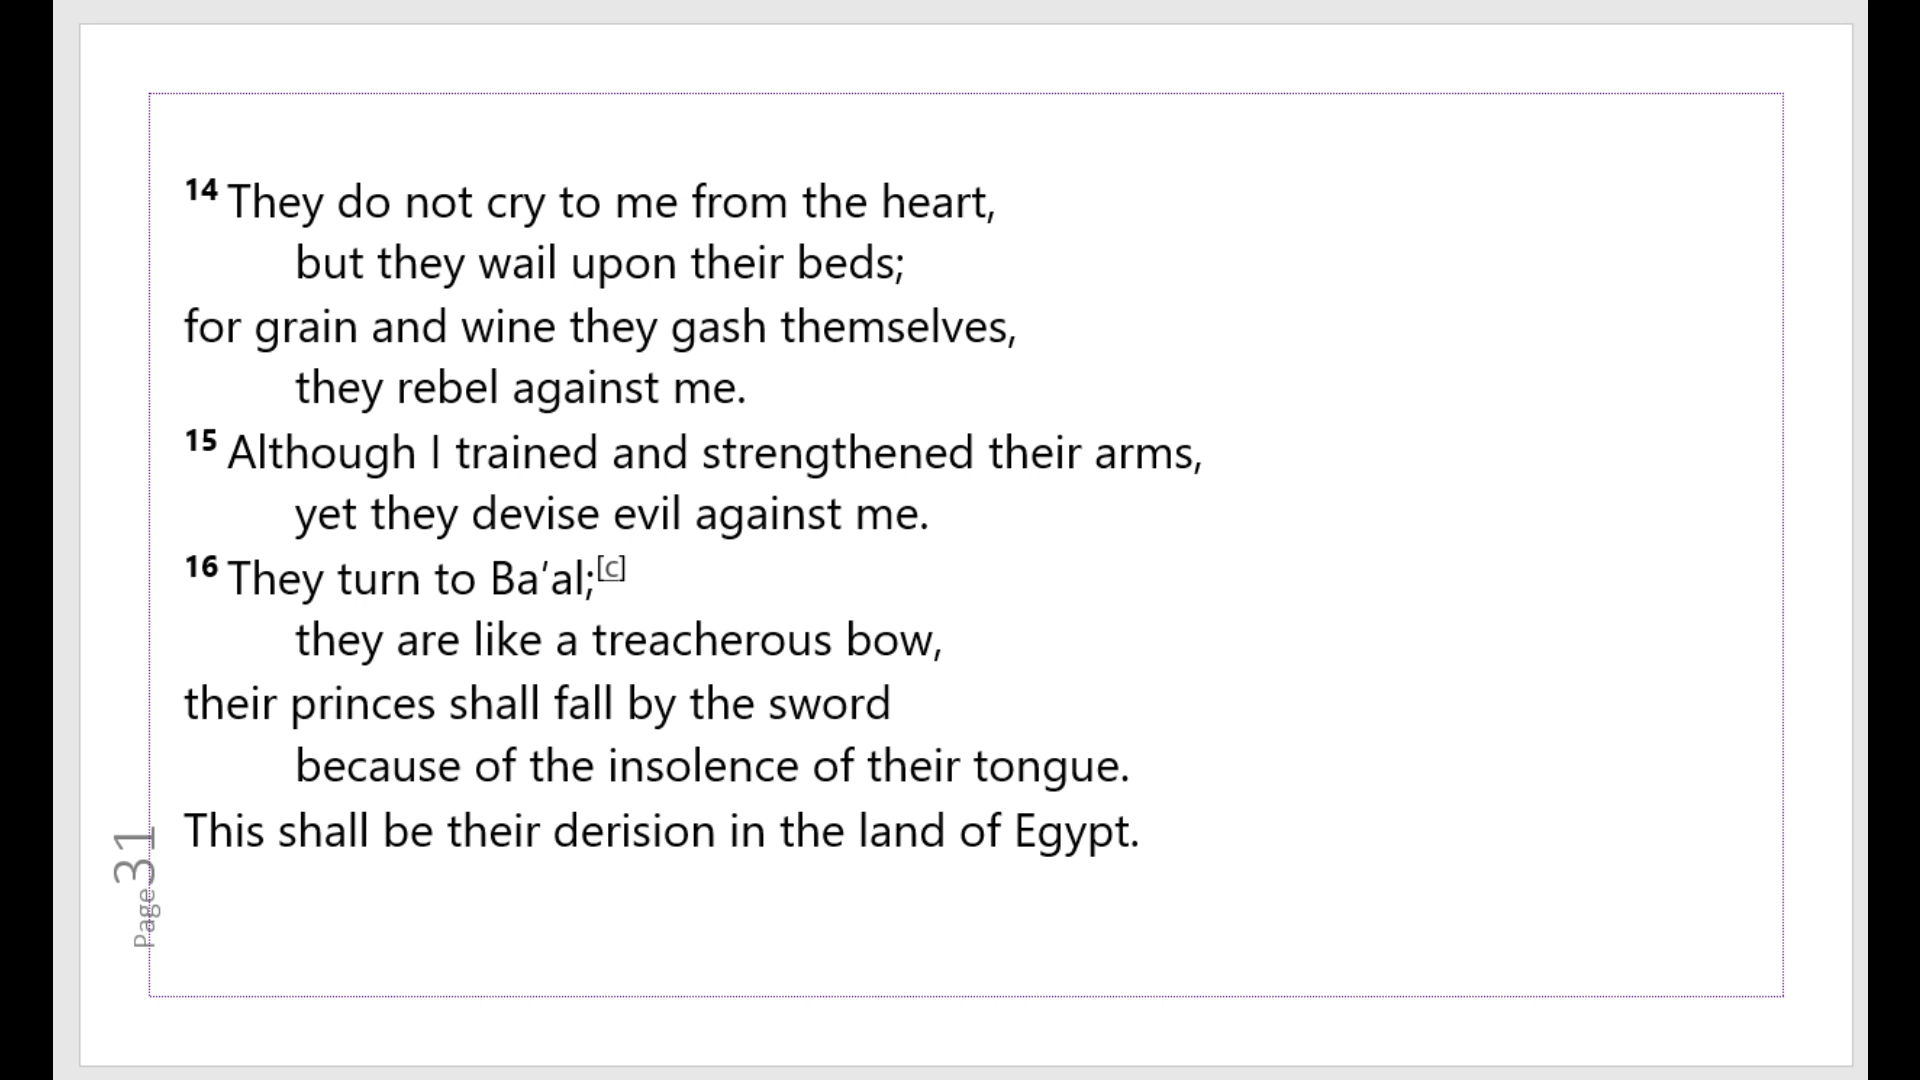 14 They do not cry to me from the heart,
but they wail upon their beds;
for grain and wine they gash themselves,
they rebel against me.
15 Although I trained and strengthened their arms,
yet they devise evil against me.
16 They turn to Ba′al;[c]
they are like a treacherous bow,
their princes shall fall by the sword
because of the insolence of their tongue.
This shall be their derision in the land of Egypt.
Page 31